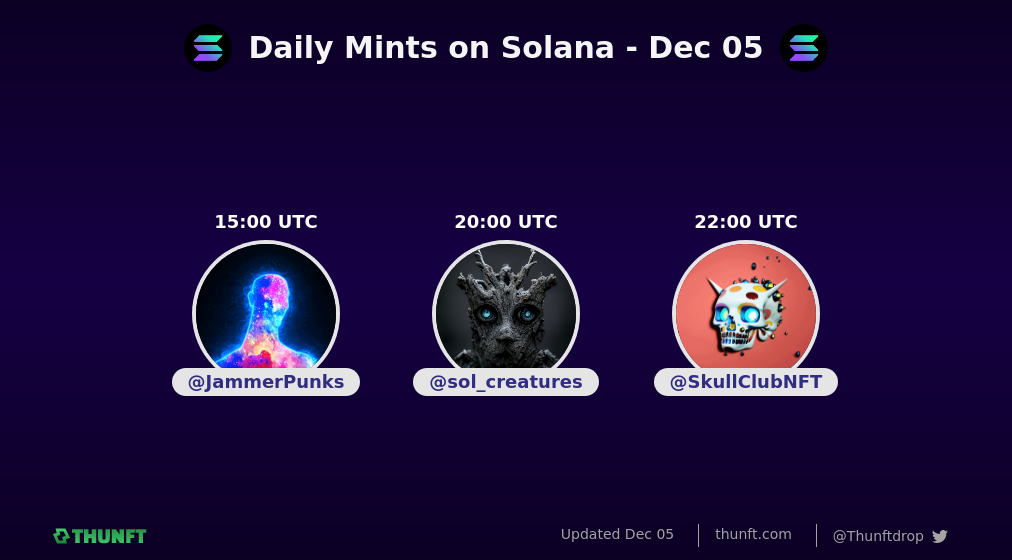 Daily Mints on Solana - Dec 05
15:00 UTC 20:00 UTC 22:00 UTC
@JammerPunks @sol_creatures @SkullClubNFT
THUNFT Updated Dec 05 thunft.com @Thunftdrop